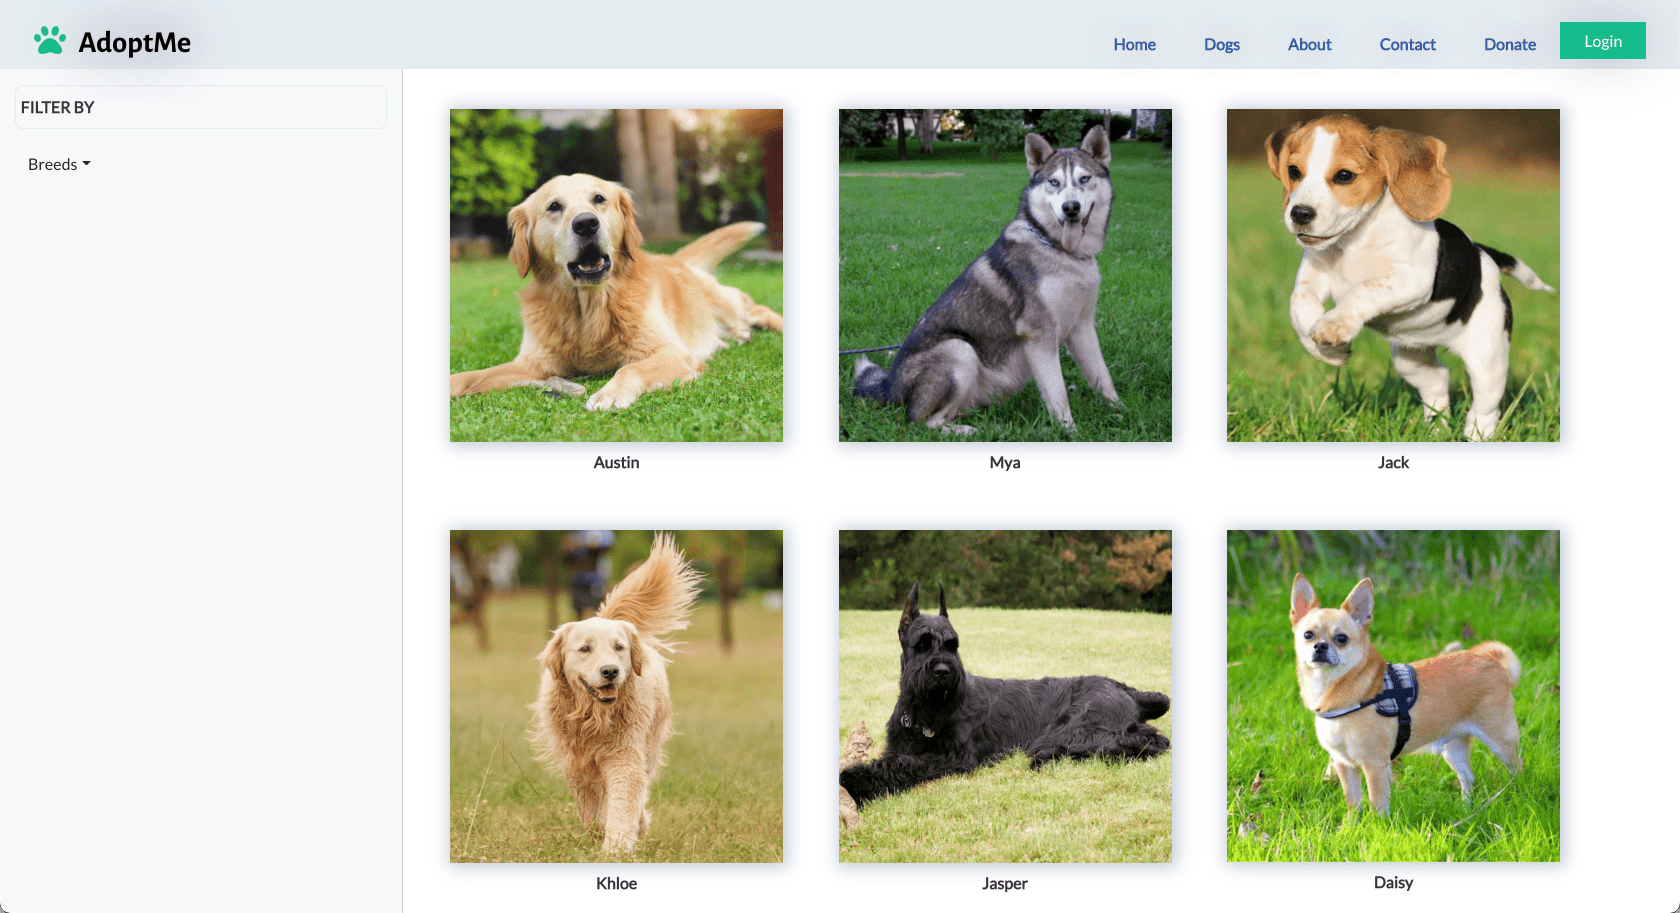 AdoptMe
Home Dogs About Contact Donate Login
FILTER BY
Breeds
Austin Mya Jack
Khloe Jasper Daisy